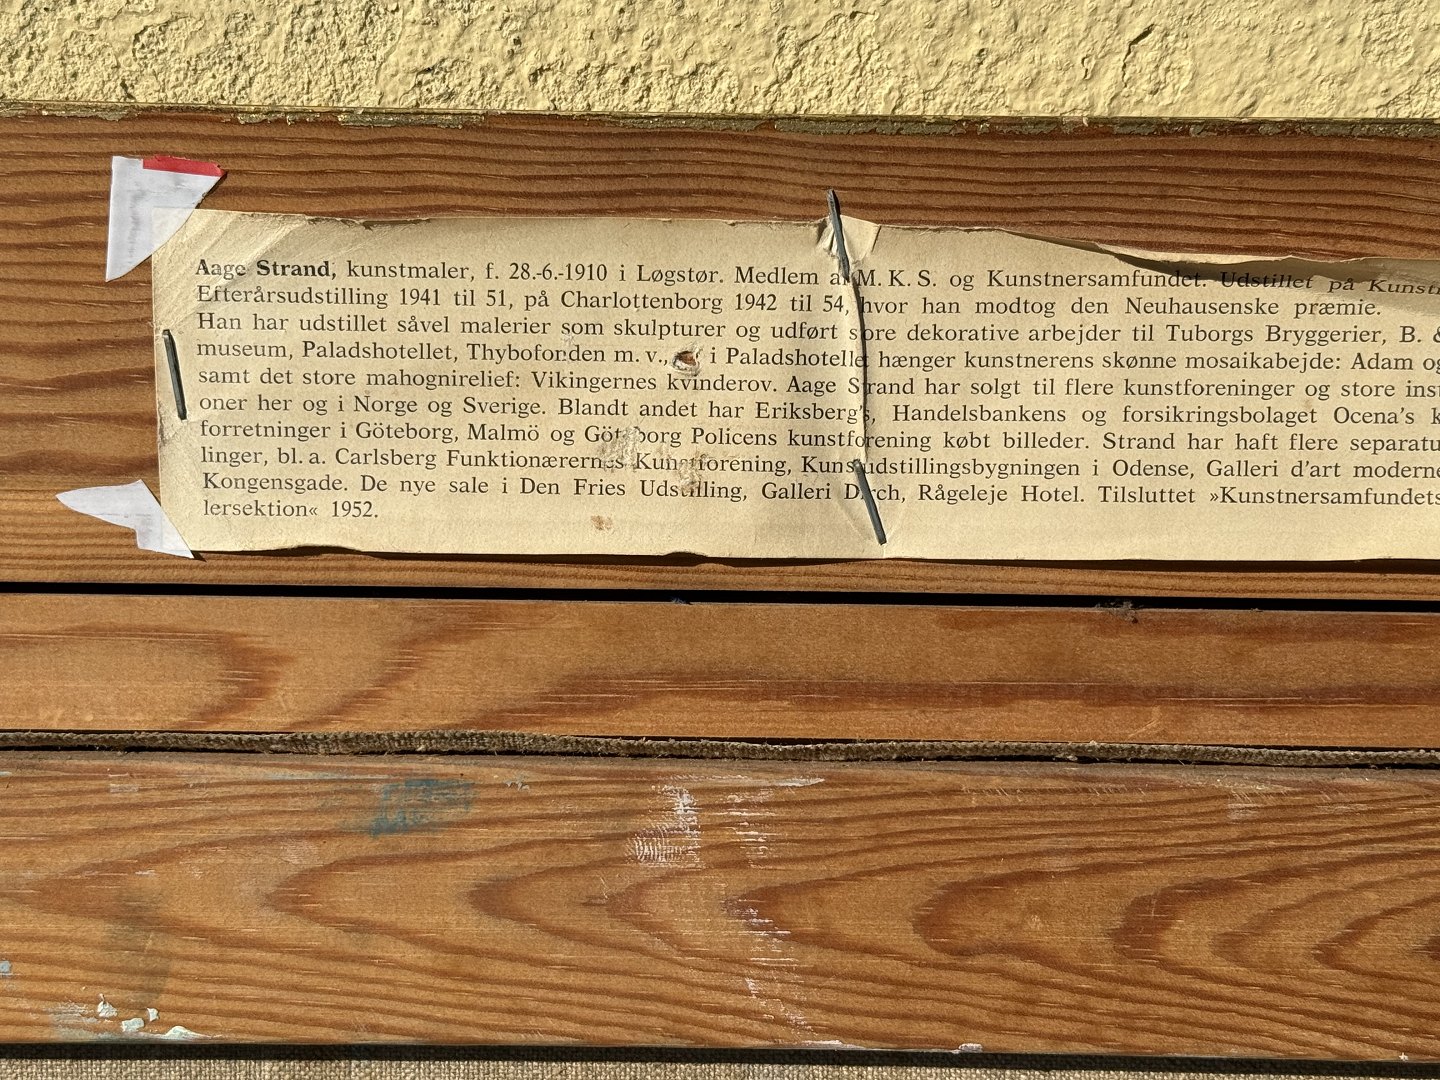 Aage Strand, kunstmaler, f. 28.-6.-1910 i Løgstør. Medlem af M. K. S. og Kunstnersamfundet. Udstillet på Kunstn
Efterårsudstilling 1941 til 51, på Charlottenborg 1942 til 54, hvor han modtog den Neuhausenske præmie.
Han har udstillet såvel malerier som skulpturer og udført store dekorative arbejder til Tuborgs Bryggerier, B. &
museum, Paladshotellet, Thybofonden m. v., i Paladshotellet hænger kunstnerens skønne mosaikabejde: Adam og
samt det store mahognirelief: Vikingernes kvinderov. Aage Strand har solgt til flere kunstforeninger og store inst
oner her og i Norge og Sverige. Blandt andet har Eriksberg's, Handelsbankens og forsikringsbolaget Ocena's k
forretninger i Göteborg, Malmö og Göteborg Policens kunstforening købt billeder. Strand har haft flere separatu
linger, bl. a. Carlsberg Funktionærernes Kunstforening, Kunstudstillingsbygningen i Odense, Galleri d'art moderne
Kongensgade. De nye sale i Den Fries Udstilling, Galleri Dirch, Rågeleje Hotel. Tilsluttet »Kunstnersamfundets
lersektion« 1952.